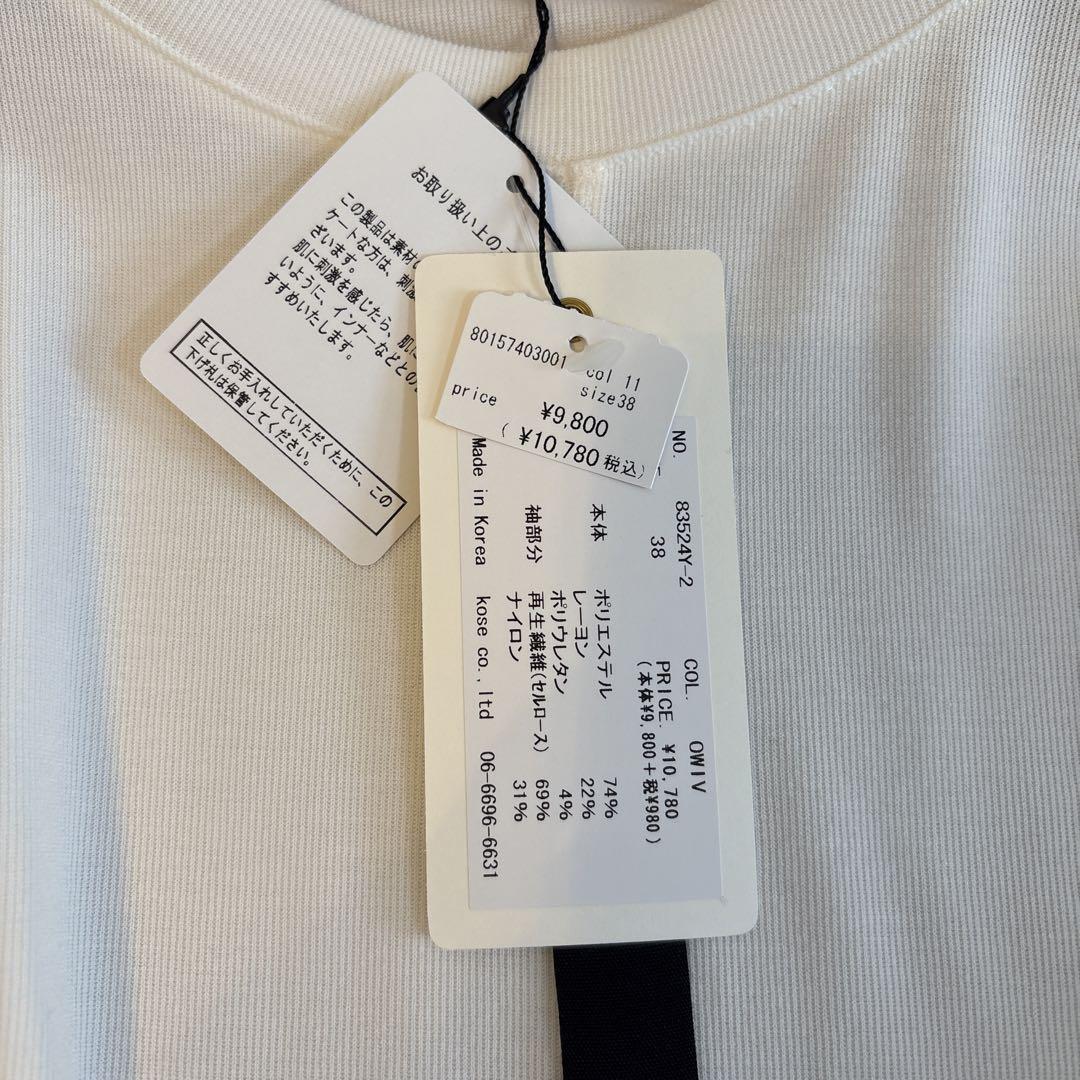 お取り扱い上の
この製品は素材
ケートな方は、刺激
ざいます。
肌に刺激を感じたら、肌に
いように、インナーなどとの
すすめいたします。
正しくお手入れしていただくために、この
下げ札は保管してください。
80157403001 col 11
size38
price ¥9,800
( ¥10,780 税込)
NO. 83524Y-2 COL. OWIV
38 PRICE. ¥10,780
(本体¥9,800+税¥980)
本体 ポリエステル 74%
レーヨン 22%
ポリウレタン 4%
袖部分 再生繊維(セルロース) 69%
ナイロン 31%
Made in Korea kose co., ltd 06-6696-6631